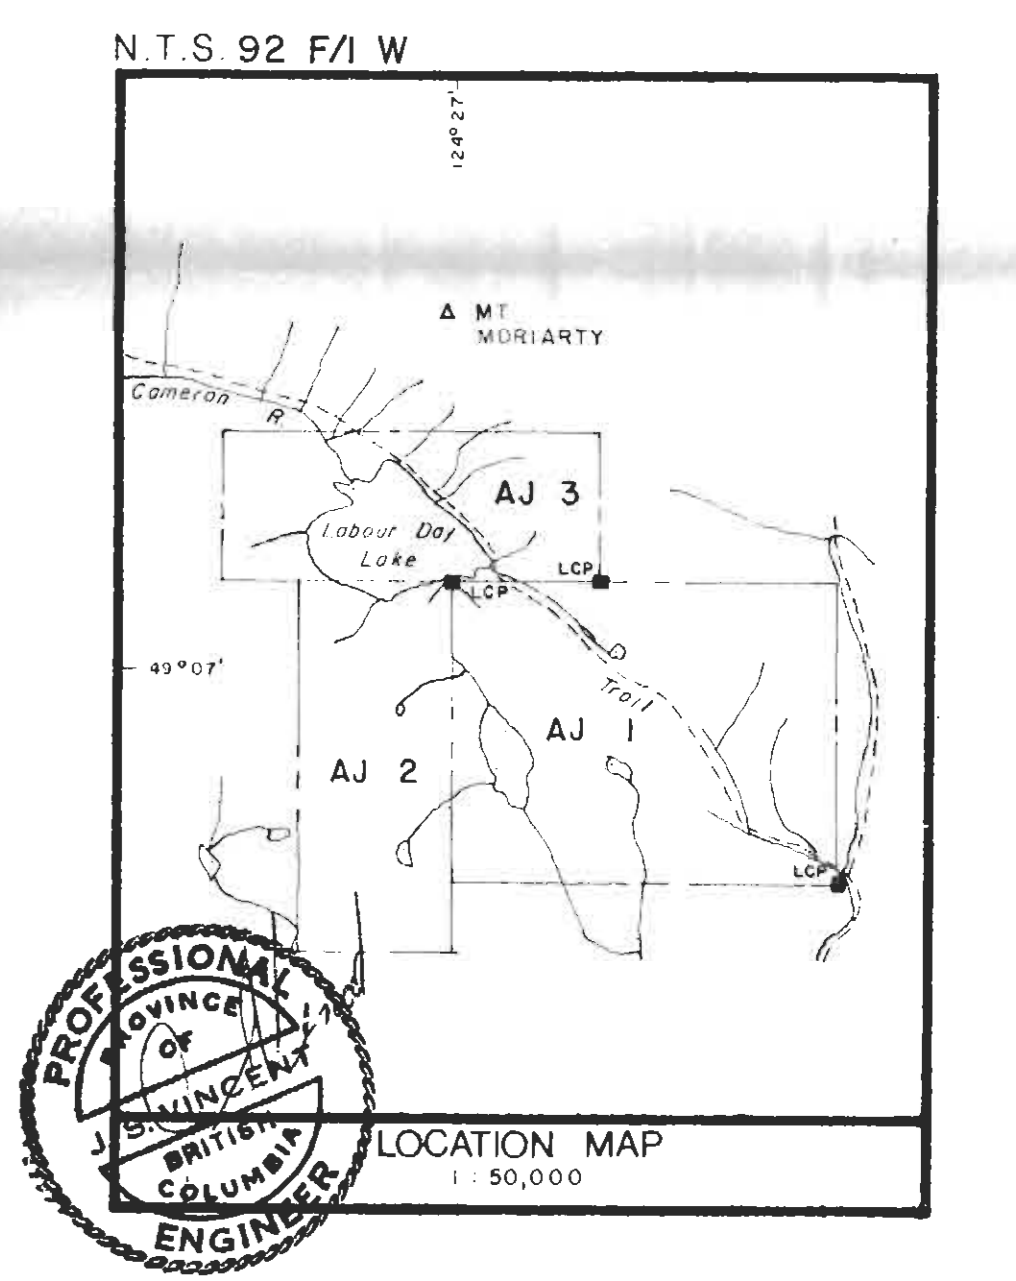 N.T.S. 92 F/1 W
124° 27'
Δ MT.
MORIARTY
Cameron R.
AJ 3
Labour Day
Lake
LCP
LCP
49° 07'
Trail
AJ 1
AJ 2
LCP
PROFESSIONAL
PROVINCE
OF
J. S. VINCENT
BRITISH
COLUMBIA
ENGINEER
LOCATION MAP
1 : 50,000